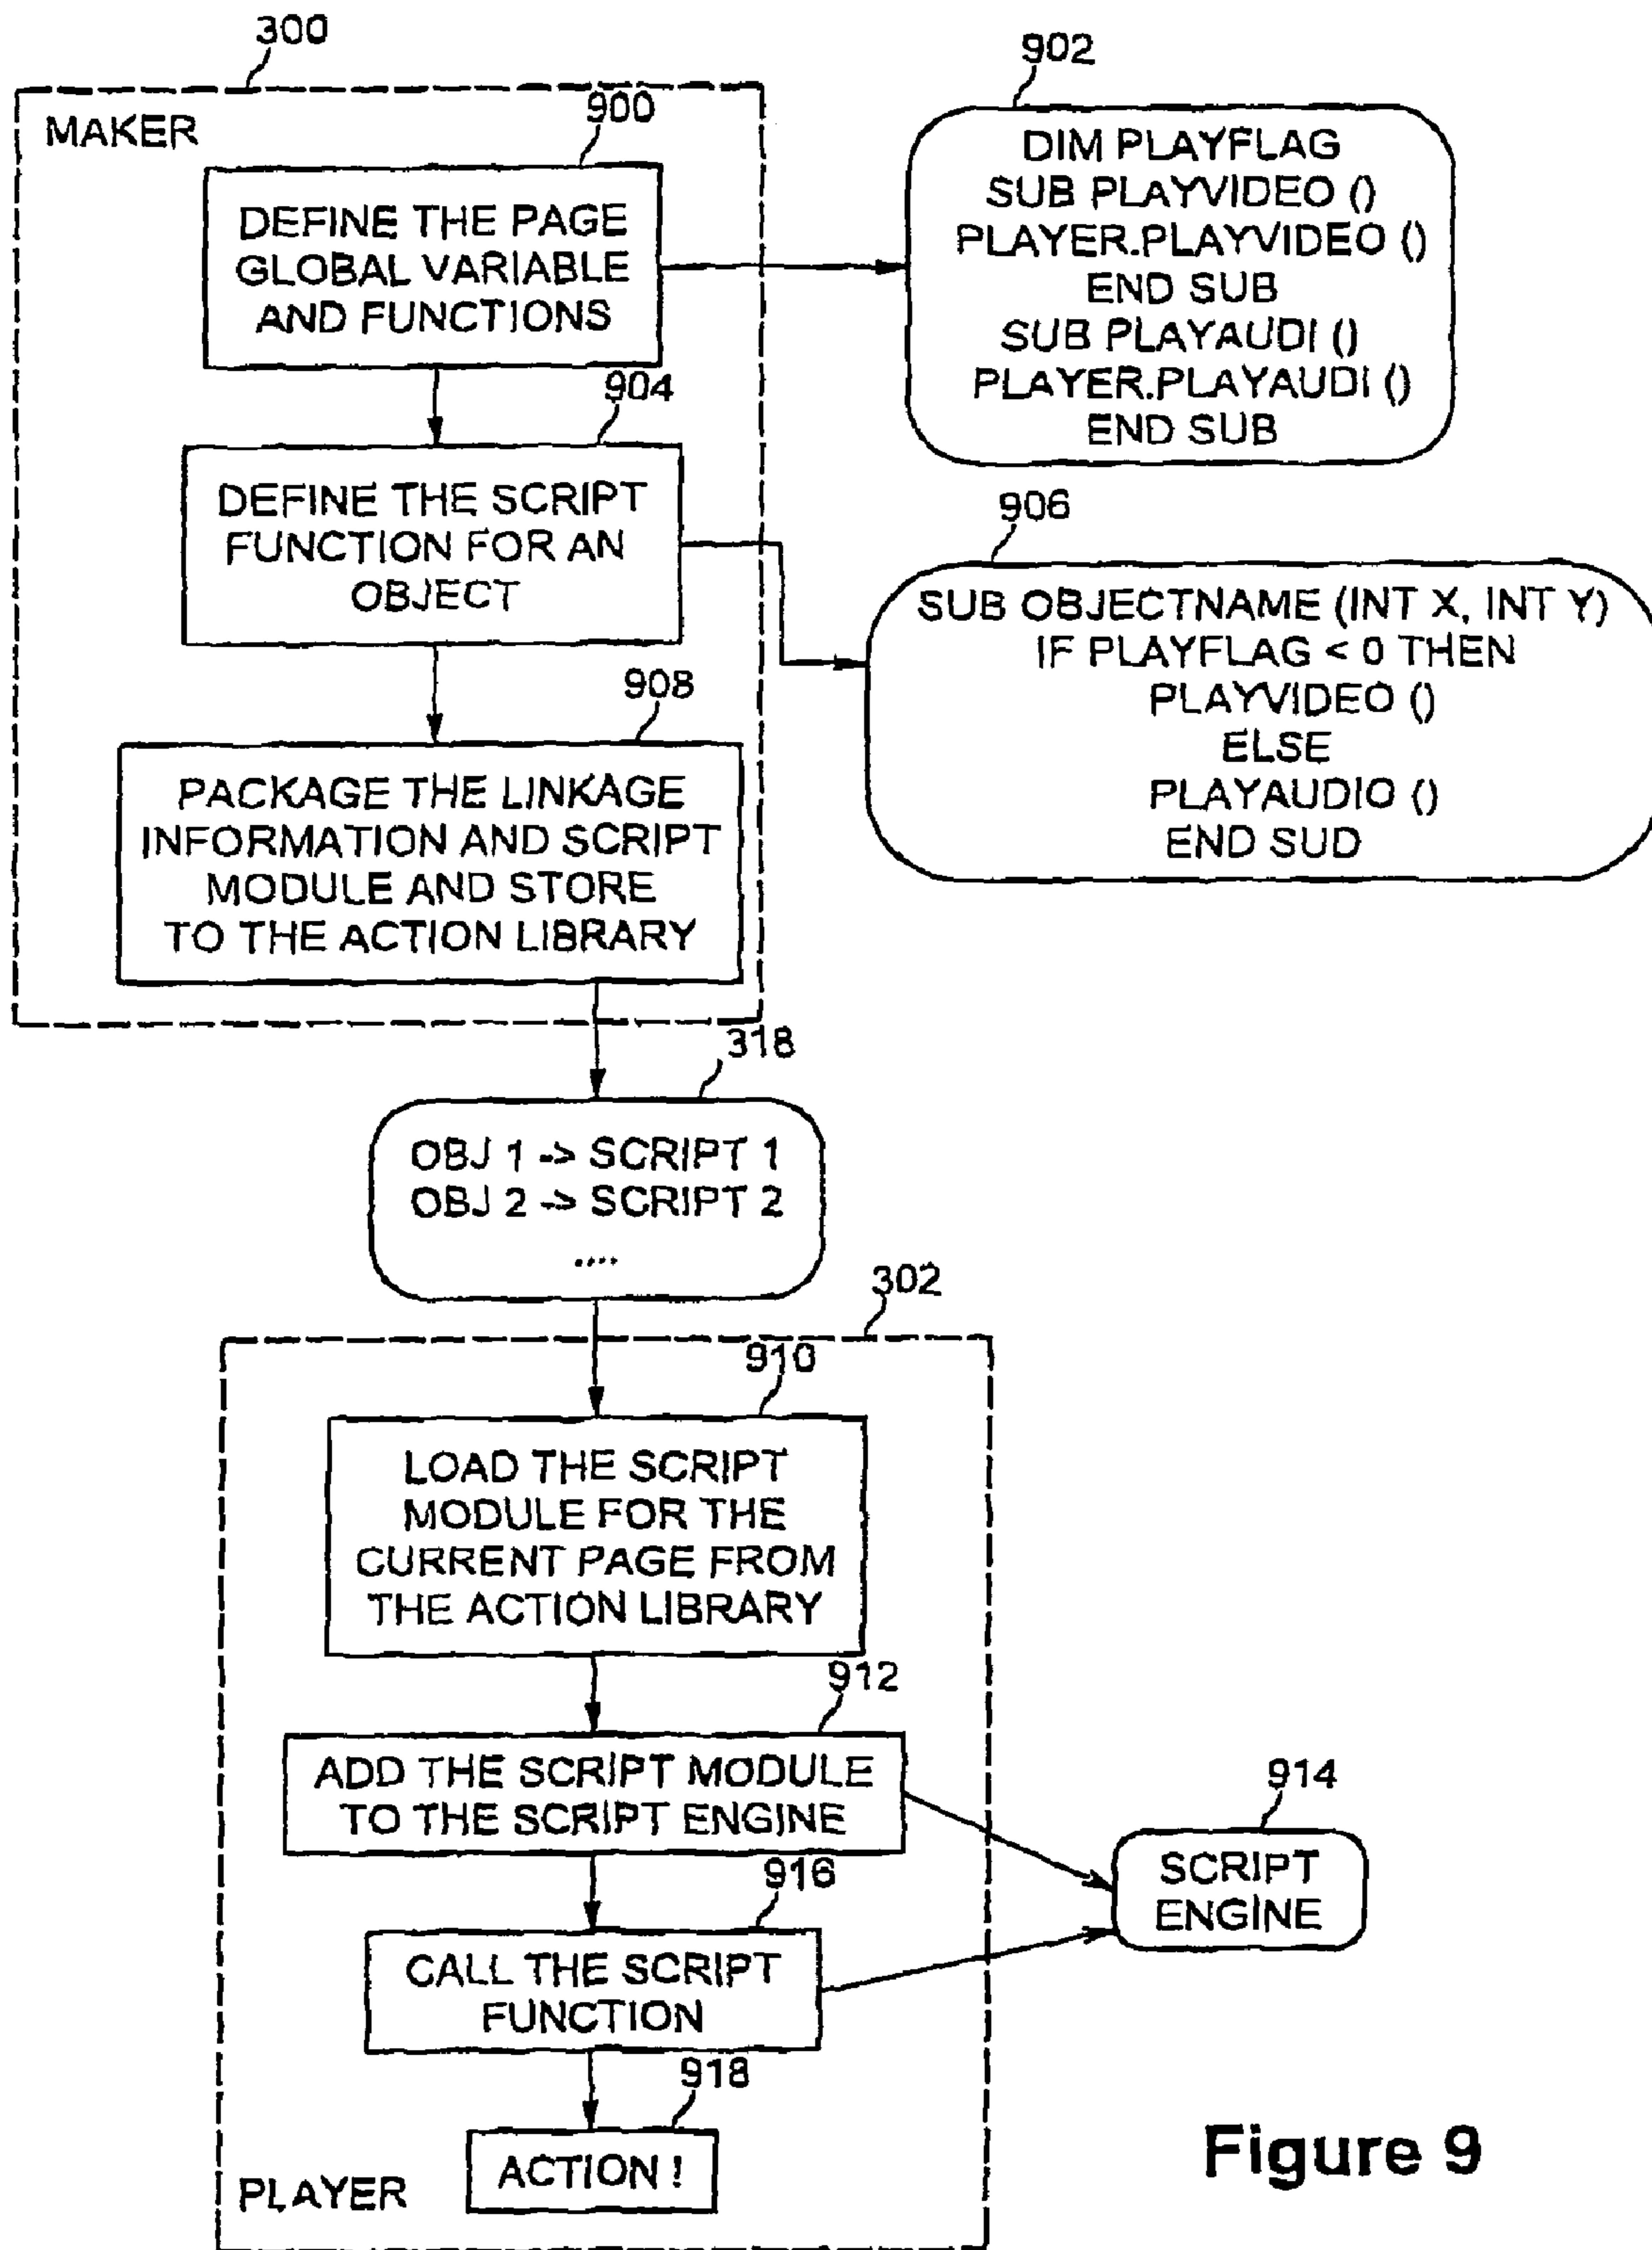 300
MAKER
900
DEFINE THE PAGE
GLOBAL VARIABLE
AND FUNCTIONS
902
DIM PLAYFLAG
SUB PLAYVIDEO ()
PLAYER.PLAYVIDEO ()
END SUB
SUB PLAYAUDI ()
PLAYER.PLAYAUDI ()
END SUB
904
DEFINE THE SCRIPT
FUNCTION FOR AN
OBJECT
906
SUB OBJECTNAME (INT X, INT Y)
IF PLAYFLAG < 0 THEN
PLAYVIDEO ()
ELSE
PLAYAUDIO ()
END SUD
908
PACKAGE THE LINKAGE
INFORMATION AND SCRIPT
MODULE AND STORE
TO THE ACTION LIBRARY
318
OBJ 1 -> SCRIPT 1
OBJ 2 -> SCRIPT 2
....
302
910
LOAD THE SCRIPT
MODULE FOR THE
CURRENT PAGE FROM
THE ACTION LIBRARY
912
ADD THE SCRIPT MODULE
TO THE SCRIPT ENGINE
914
SCRIPT
ENGINE
916
CALL THE SCRIPT
FUNCTION
918
ACTION !
PLAYER
Figure 9